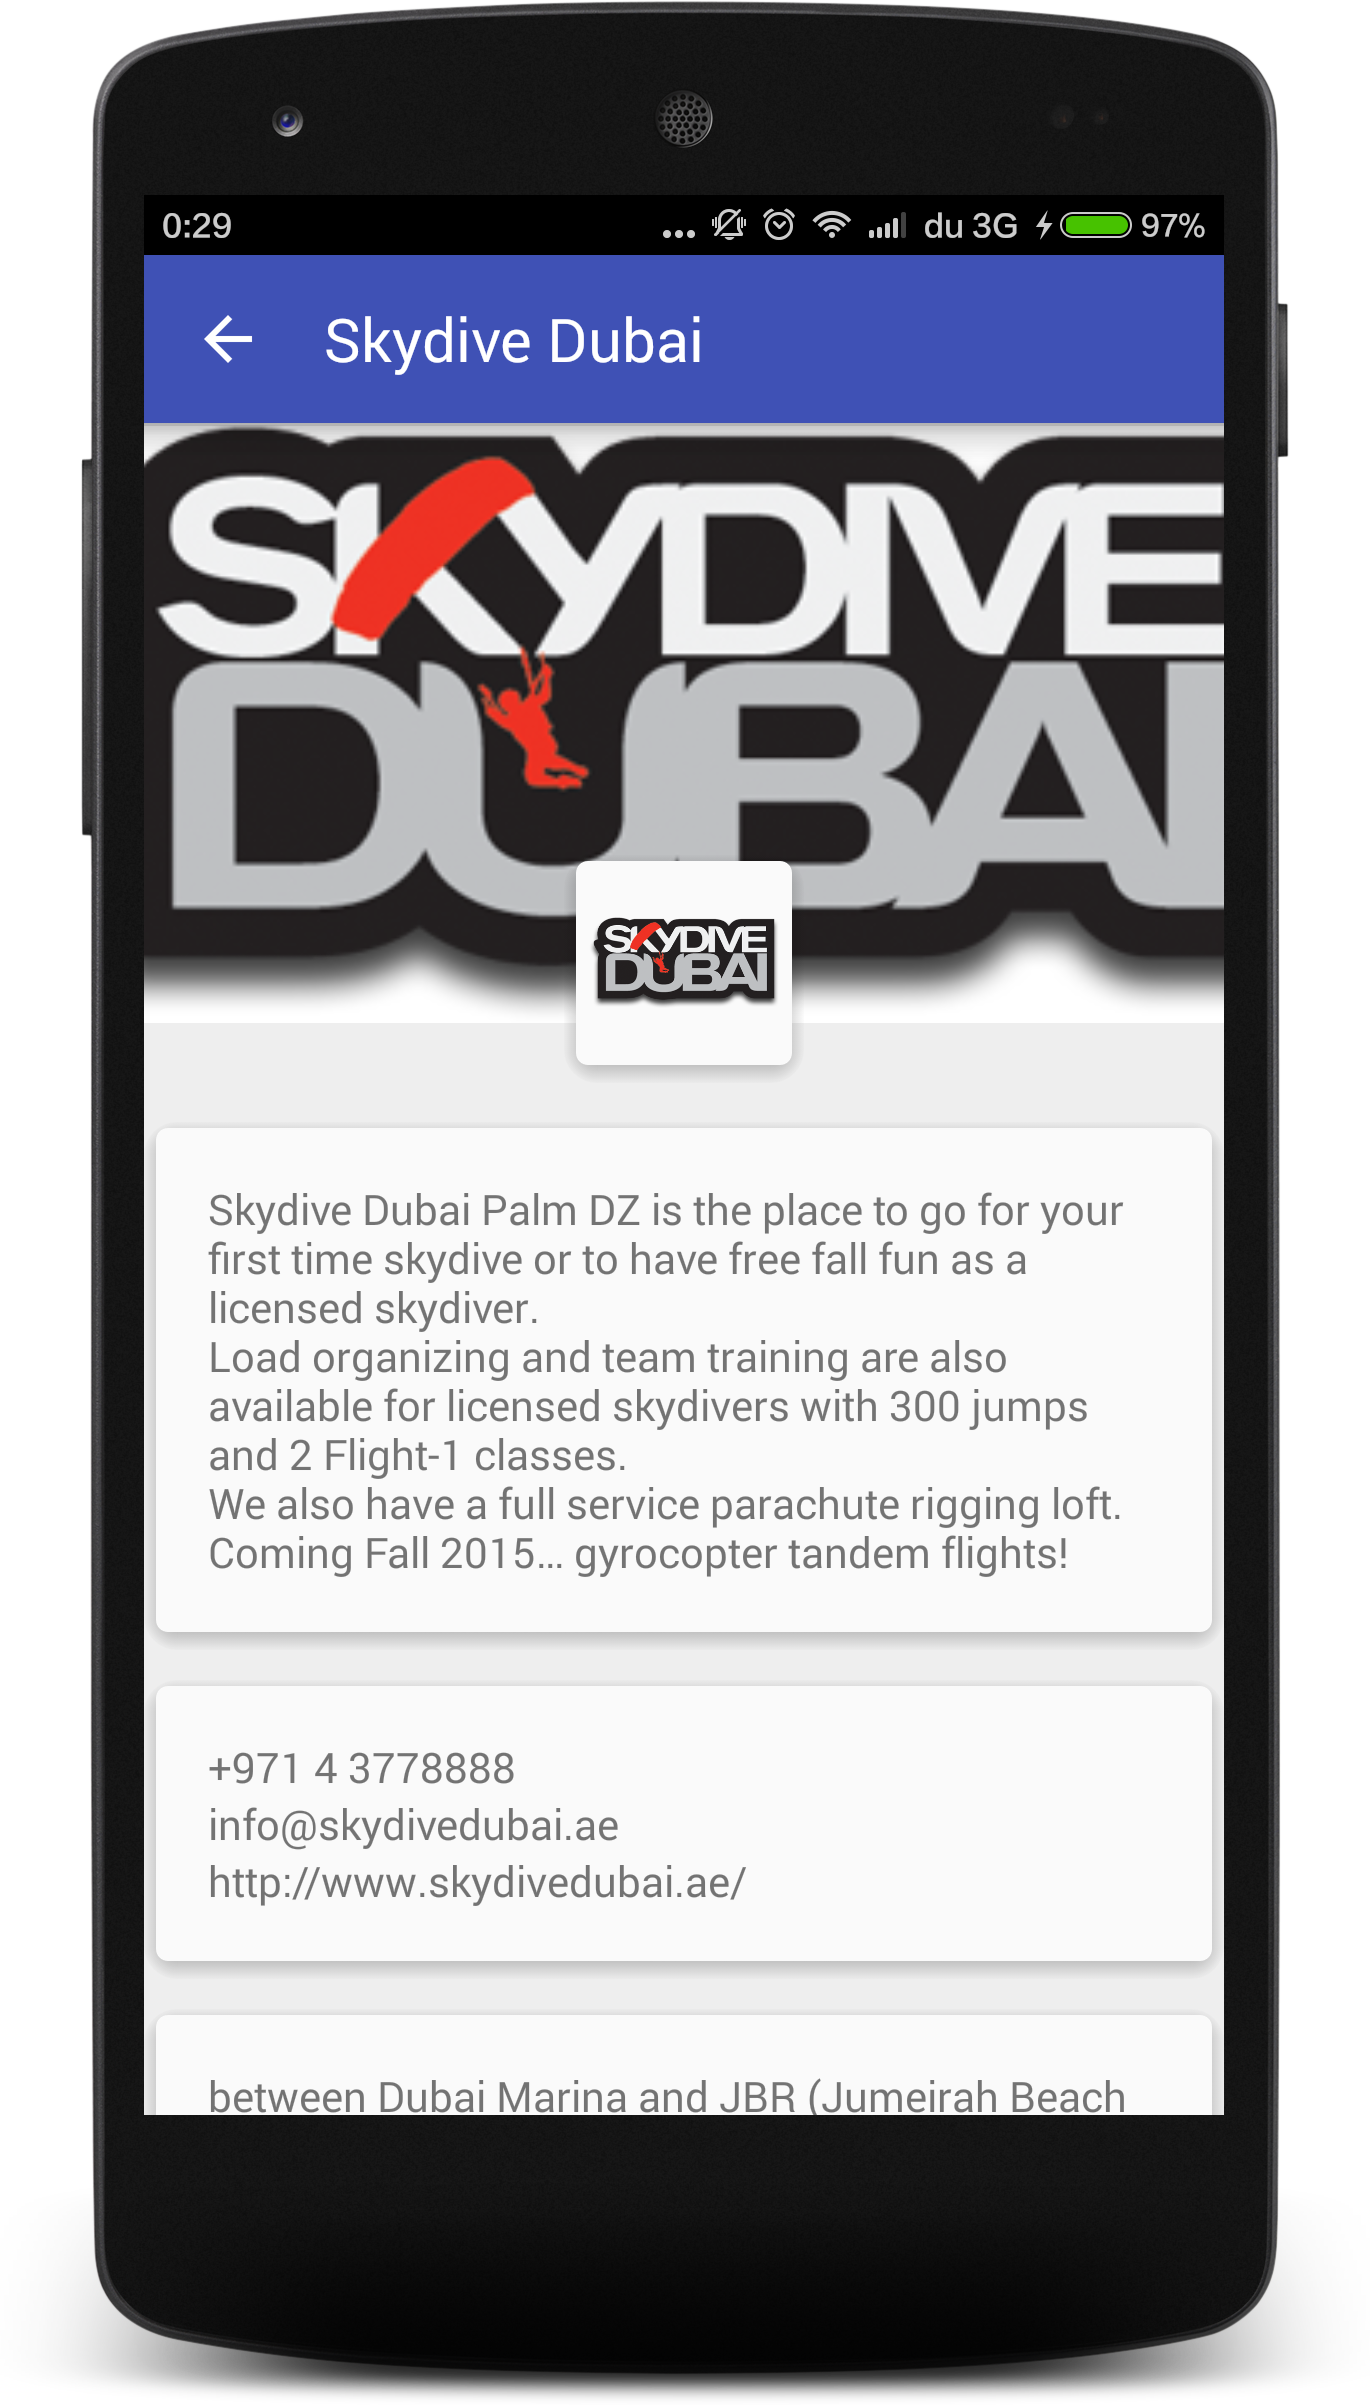 0:29
du 3G 97%
Skydive Dubai
SKYDIVE
DUBAI
SKYDIVE
DUBAI
Skydive Dubai Palm DZ is the place to go for your
first time skydive or to have free fall fun as a
licensed skydiver.
Load organizing and team training are also
available for licensed skydivers with 300 jumps
and 2 Flight-1 classes.
We also have a full service parachute rigging loft.
Coming Fall 2015... gyrocopter tandem flights!
+971 4 3778888
info@skydivedubai.ae
http://www.skydivedubai.ae/
between Dubai Marina and JBR (Jumeirah Beach